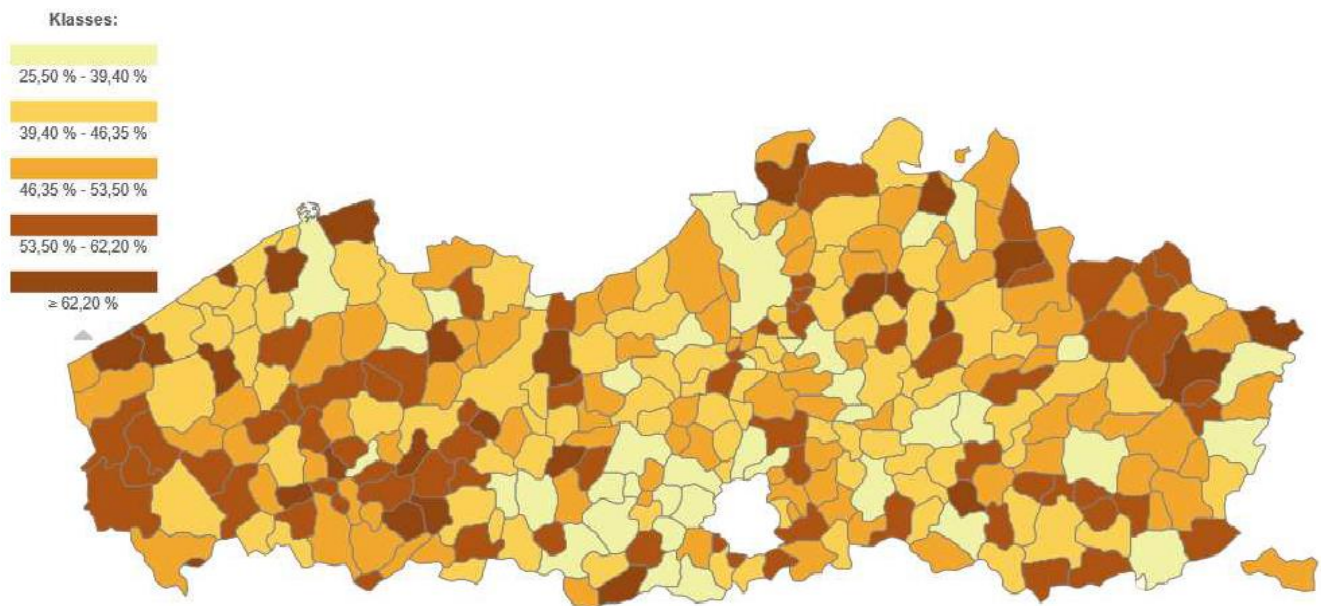 Klasses:
25,50 % - 39,40 %
39,40 % - 46,35 %
46,35 % - 53,50 %
53,50 % - 62,20 %
≥ 62,20 %